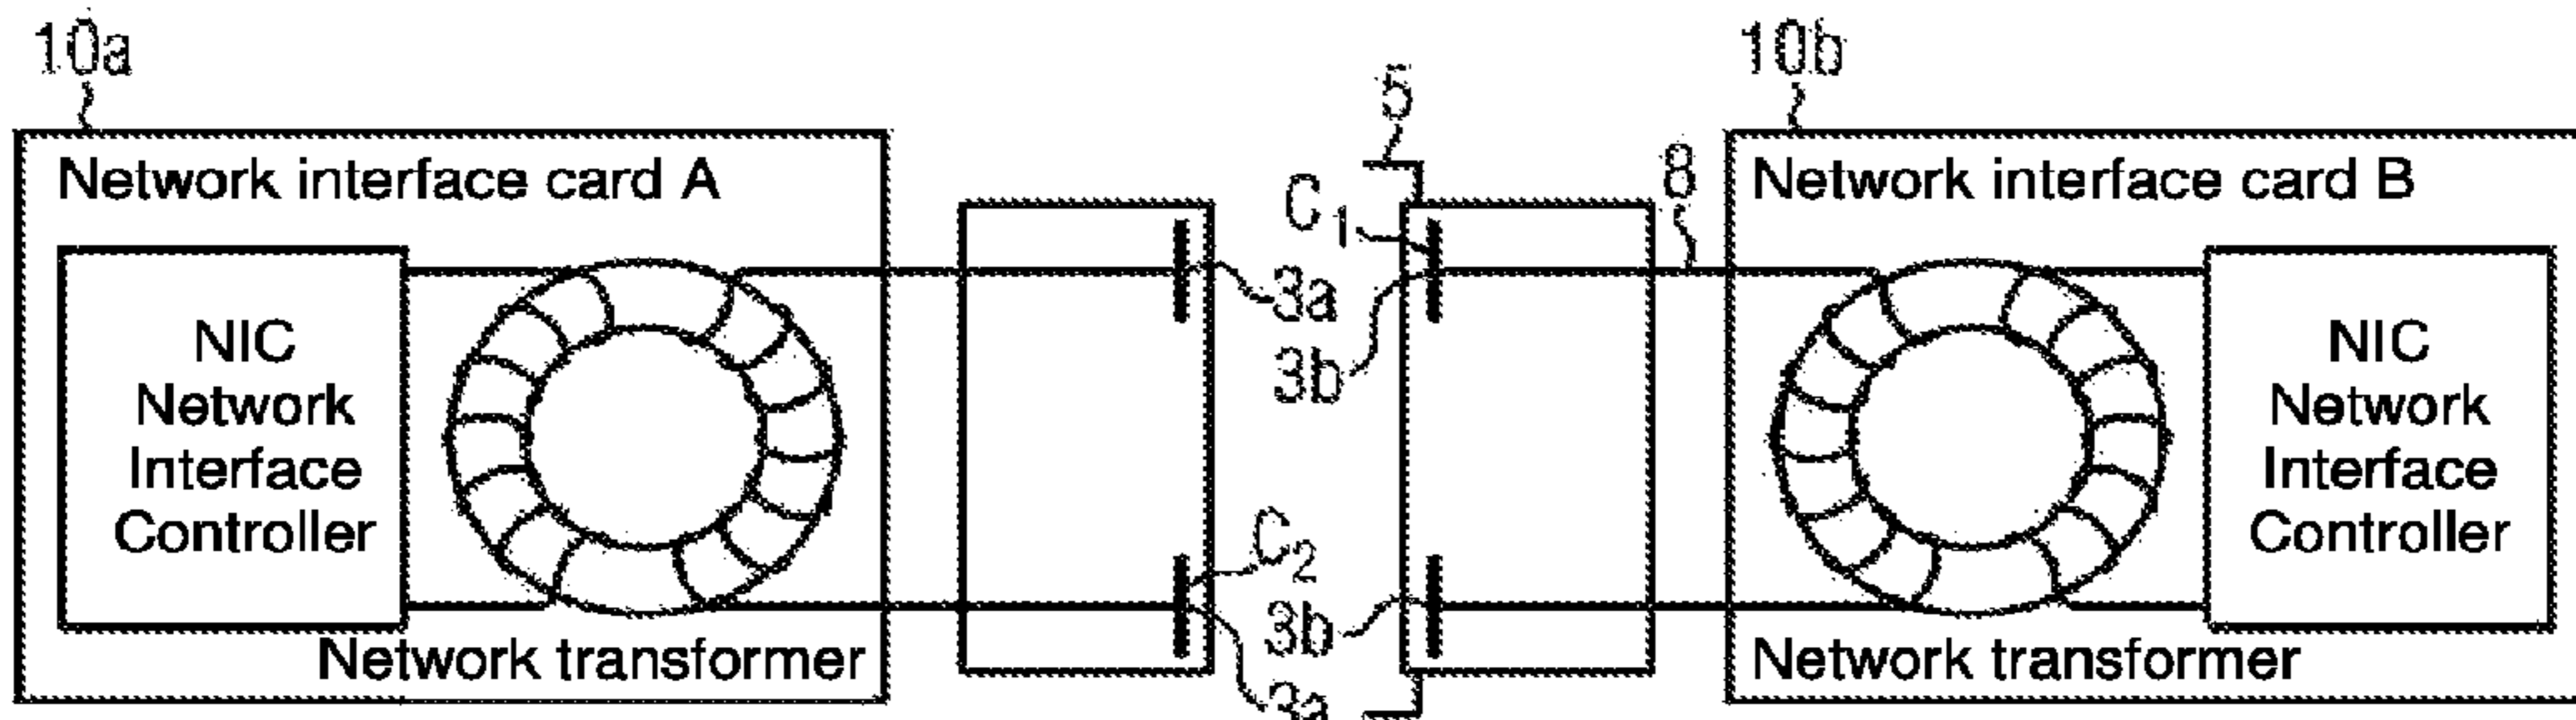 10a
10b
5
Network interface card A
C1
8
Network interface card B
3a
3b
NIC
Network
Interface
Controller
NIC
Network
Interface
Controller
C2
3b
Network transformer
3a
Network transformer